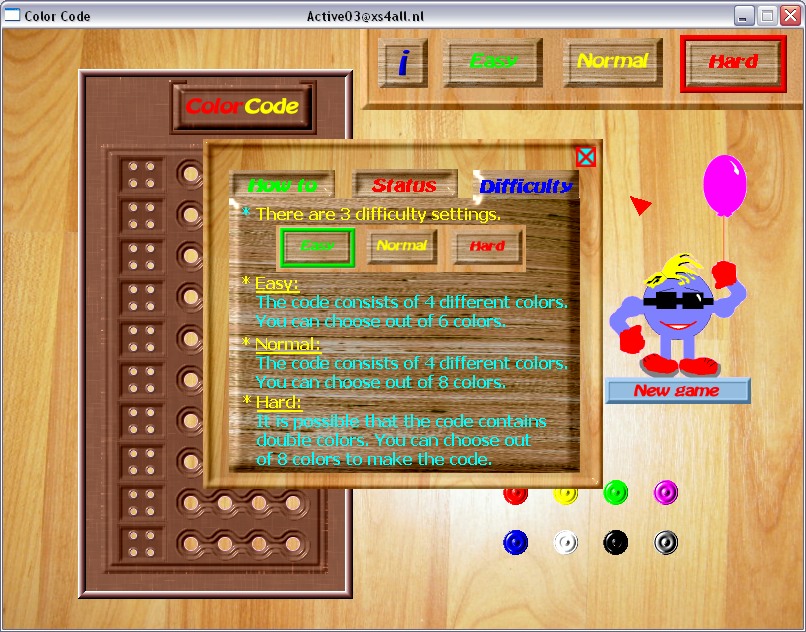 Color Code Active03@xs4all.nl
i Easy Normal Hard
ColorCode
How to Status Difficulty
* There are 3 difficulty settings.
Easy Normal Hard
* Easy:
The code consists of 4 different colors.
You can choose out of 6 colors.
* Normal:
The code consists of 4 different colors.
You can choose out of 8 colors.
* Hard:
It is possible that the code contains
double colors. You can choose out
of 8 colors to make the code.
New game